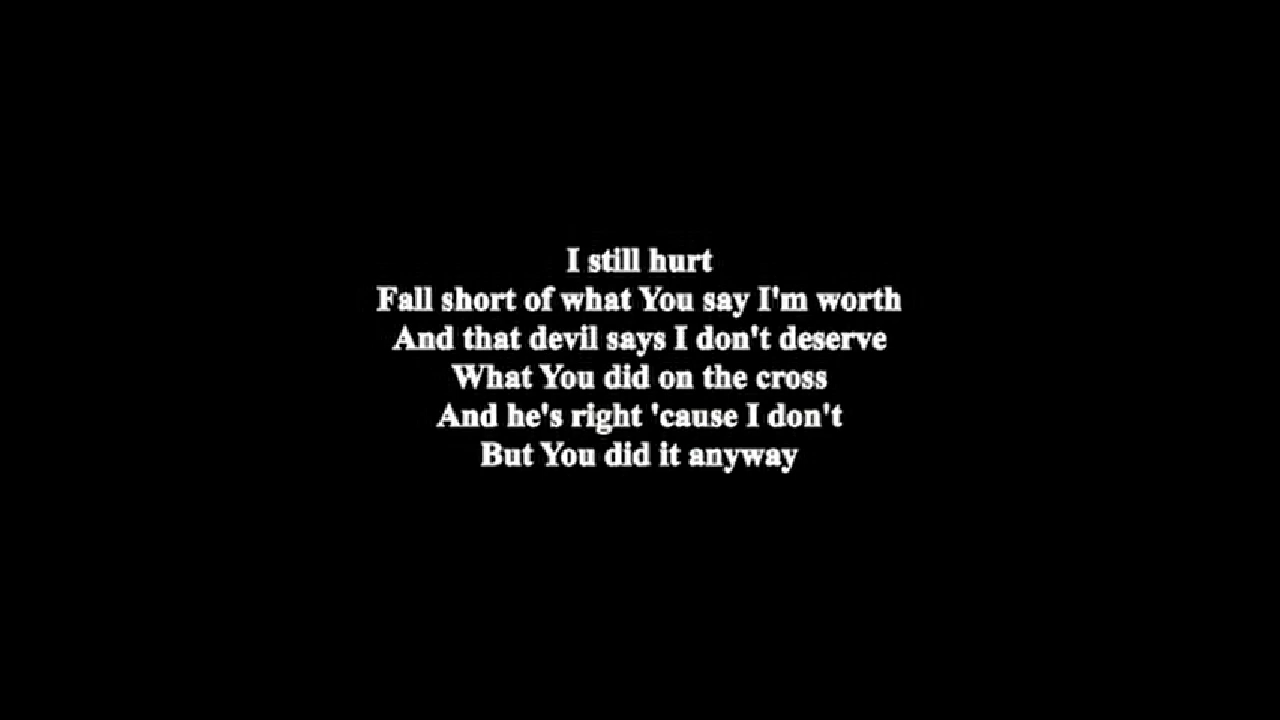 I still hurt
Fall short of what You say I'm worth
And that devil says I don't deserve
What You did on the cross
And he's right 'cause I don't
But You did it anyway